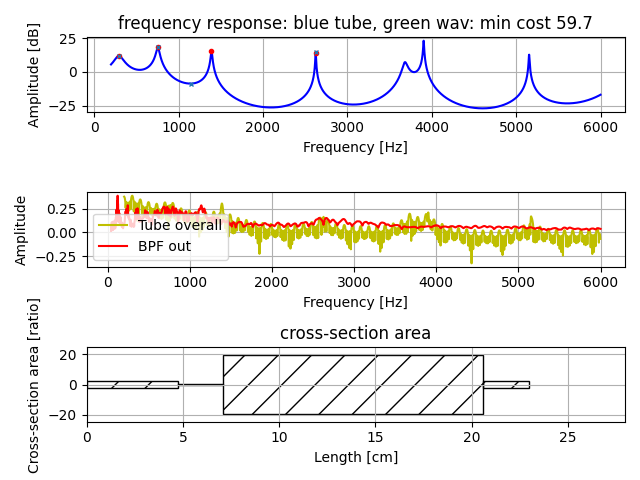 frequency response: blue tube, green wav: min cost 59.7
Amplitude [dB]
25
0
−25
0 1000 2000 3000 4000 5000 6000
Frequency [Hz]
Amplitude
0.25
0.00
−0.25
Tube overall
BPF out
0 1000 2000 3000 4000 5000 6000
Frequency [Hz]
cross-section area
Cross-section area [ratio]
20
0
−20
0 5 10 15 20 25
Length [cm]